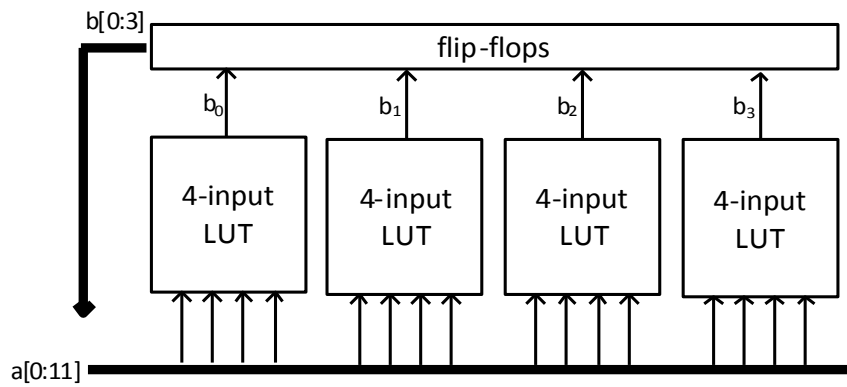 b[0:3]
flip-flops
b₀
b₁
b₂
b₃
4-input
LUT
4-input
LUT
4-input
LUT
4-input
LUT
a[0:11]